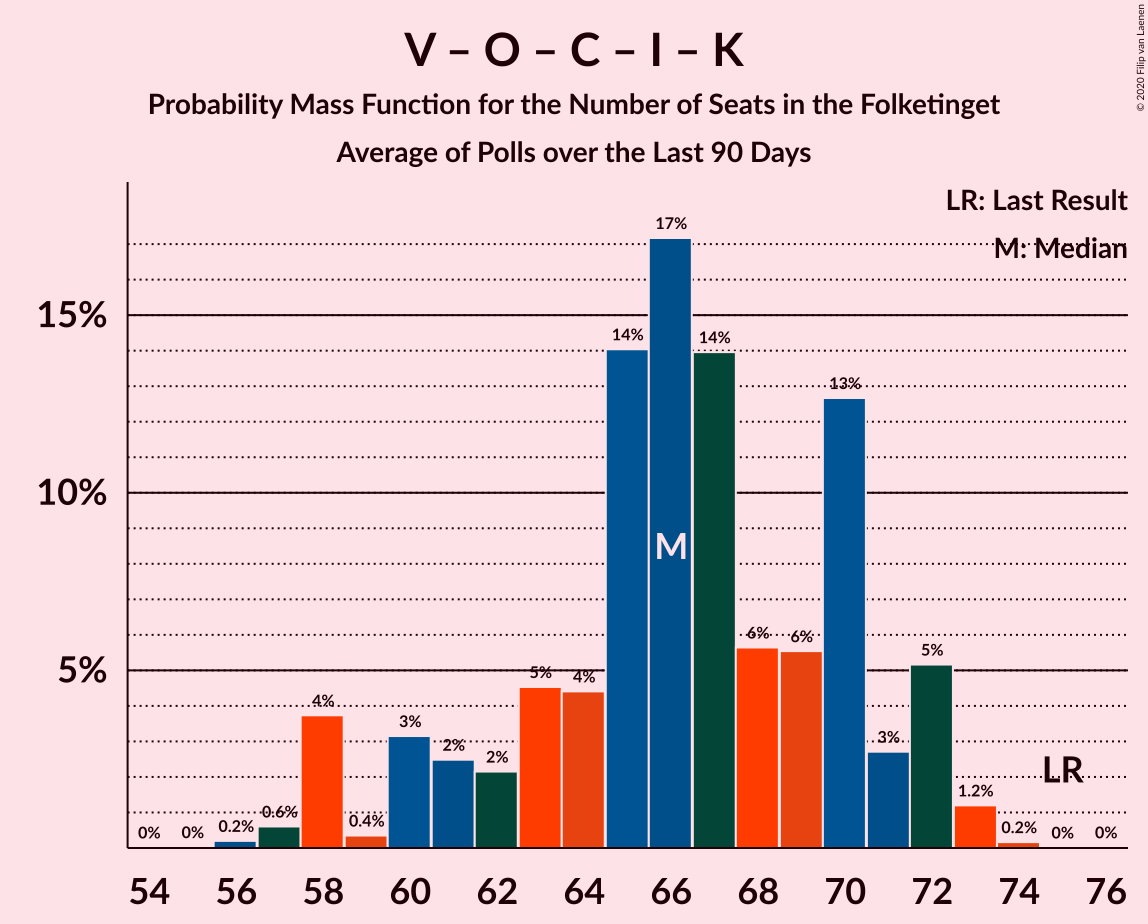 V – O – C – I – K
Probability Mass Function for the Number of Seats in the Folketinget
Average of Polls over the Last 90 Days
© 2020 Filip van Laenen
LR: Last Result
M: Median
15%
10%
5%
0%
0%
0.2%
0.6%
4%
0.4%
3%
2%
2%
5%
4%
14%
17%
14%
6%
6%
13%
3%
5%
1.2%
0.2%
0%
0%
M
LR
54 56 58 60 62 64 66 68 70 72 74 76